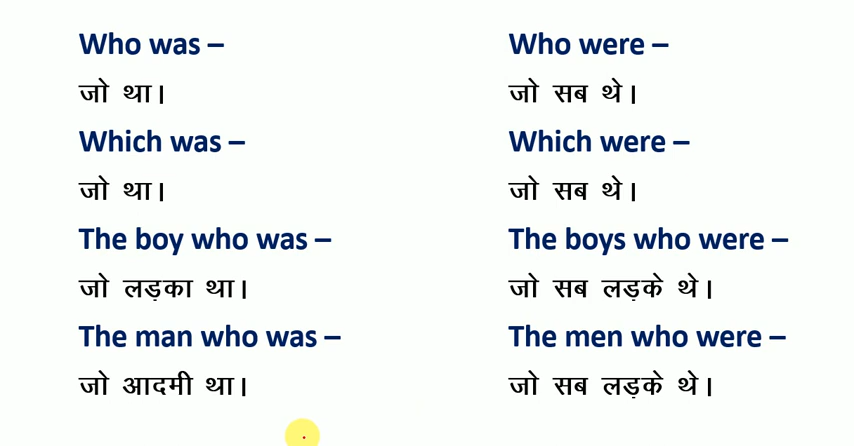 Who was –
जो था।
Which was –
जो था।
The boy who was –
जो लड़का था।
The man who was –
जो आदमी था।
Who were –
जो सब थे।
Which were –
जो सब थे।
The boys who were –
जो सब लड़के थे।
The men who were –
जो सब लड़के थे।